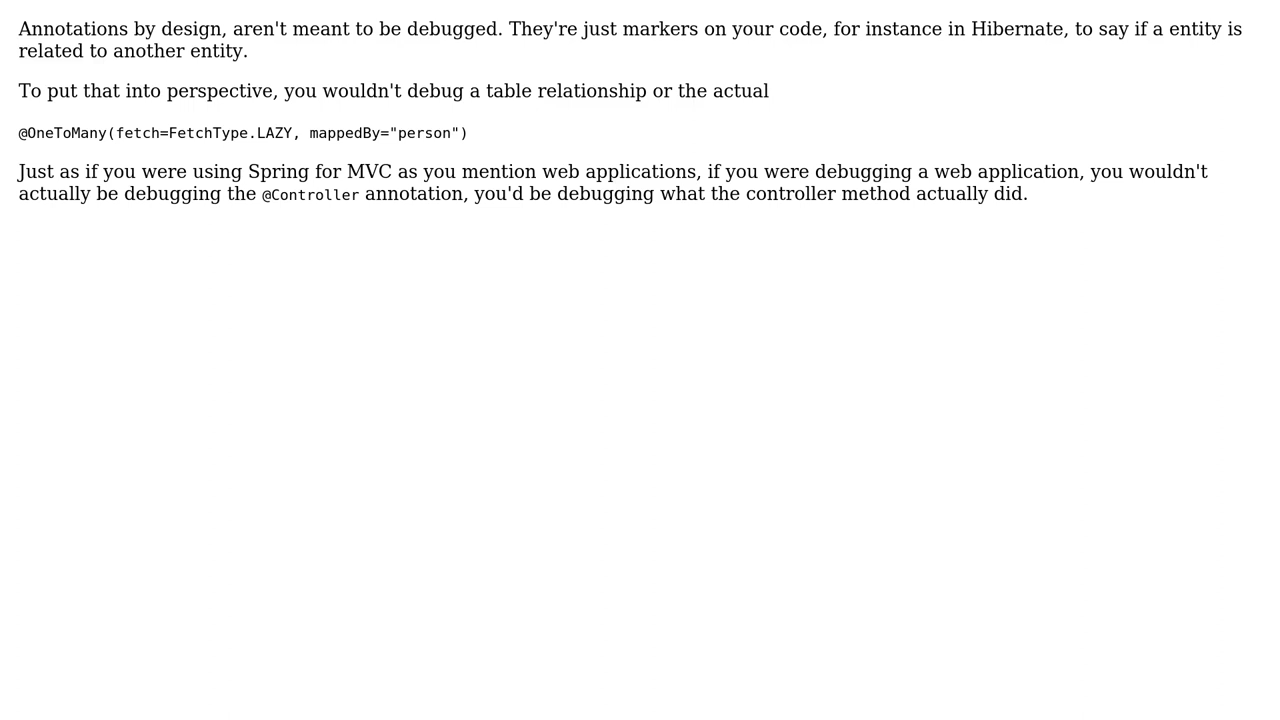 Annotations by design, aren't meant to be debugged. They're just markers on your code, for instance in Hibernate, to say if a entity is
related to another entity.
To put that into perspective, you wouldn't debug a table relationship or the actual
@OneToMany(fetch=FetchType.LAZY, mappedBy="person")
Just as if you were using Spring for MVC as you mention web applications, if you were debugging a web application, you wouldn't
actually be debugging the @Controller annotation, you'd be debugging what the controller method actually did.